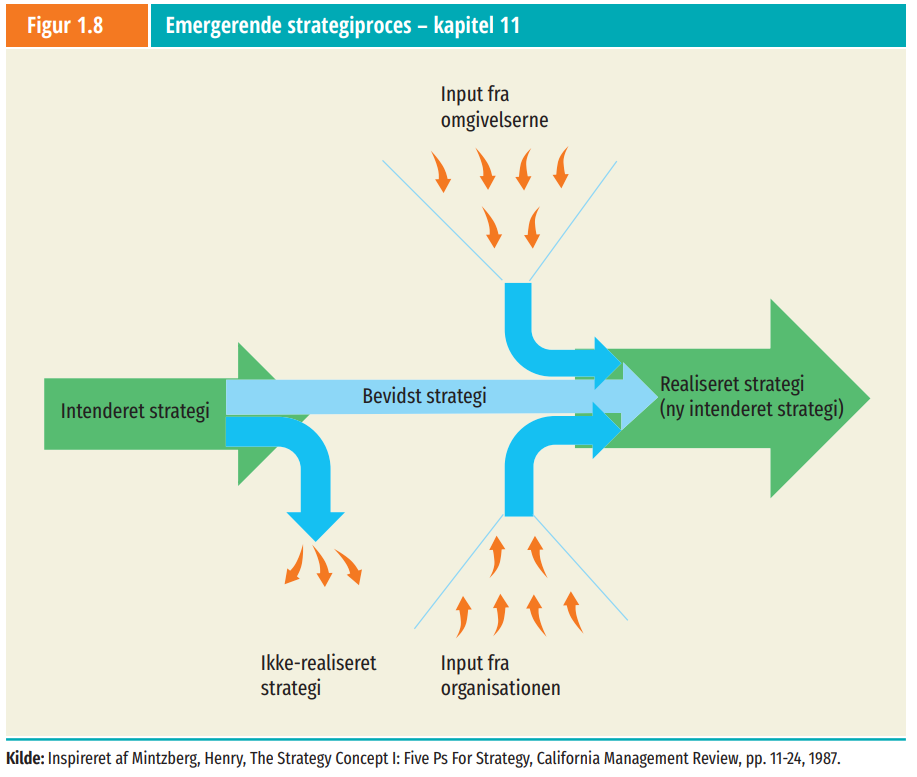 Figur 1.8
Emergerende strategiproces – kapitel 11
Input fra
omgivelserne
Intenderet strategi
Bevidst strategi
Realiseret strategi
(ny intenderet strategi)
Ikke-realiseret
strategi
Input fra
organisationen
Kilde: Inspireret af Mintzberg, Henry, The Strategy Concept I: Five Ps For Strategy, California Management Review, pp. 11-24, 1987.